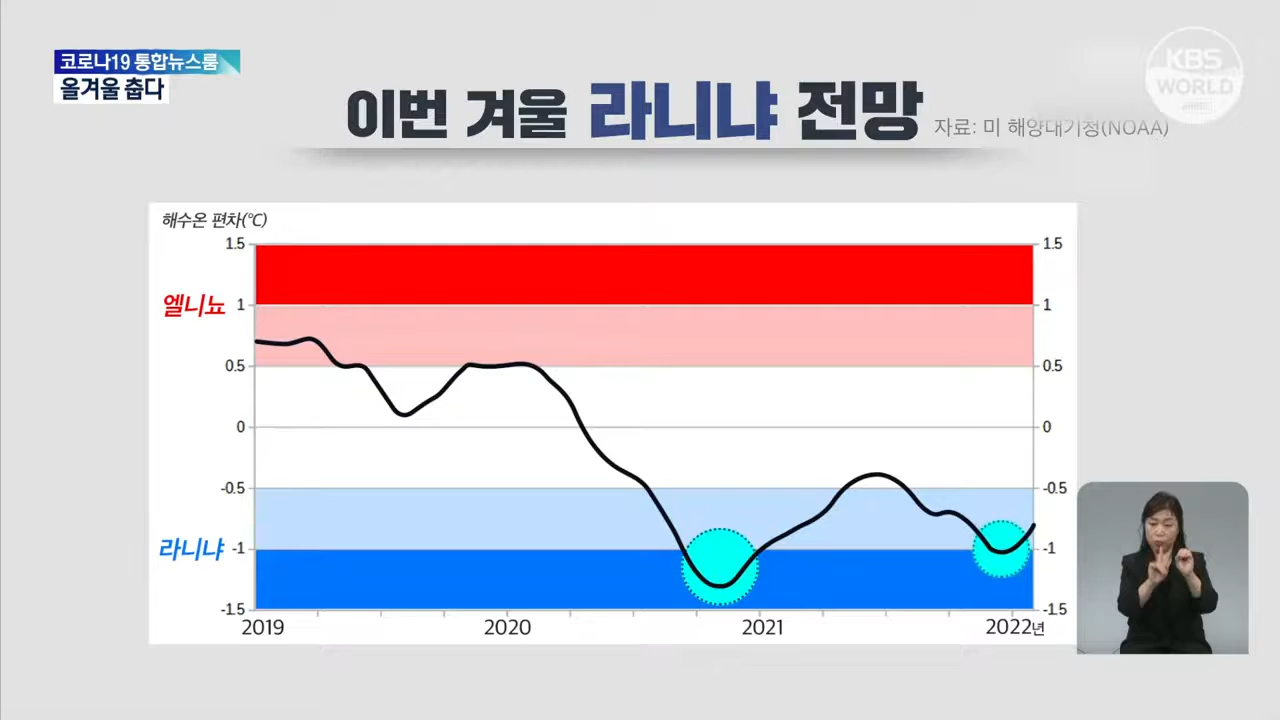 코로나19 통합뉴스룸
올겨울 춥다
KBS
WORLD
이번 겨울 라니냐 전망
자료: 미 해양대기청(NOAA)
해수온 편차(℃)
1.5 1.5
엘니뇨 1 1
0.5 0.5
0 0
-0.5 -0.5
라니냐 -1 -1
-1.5 -1.5
2019 2020 2021 2022년